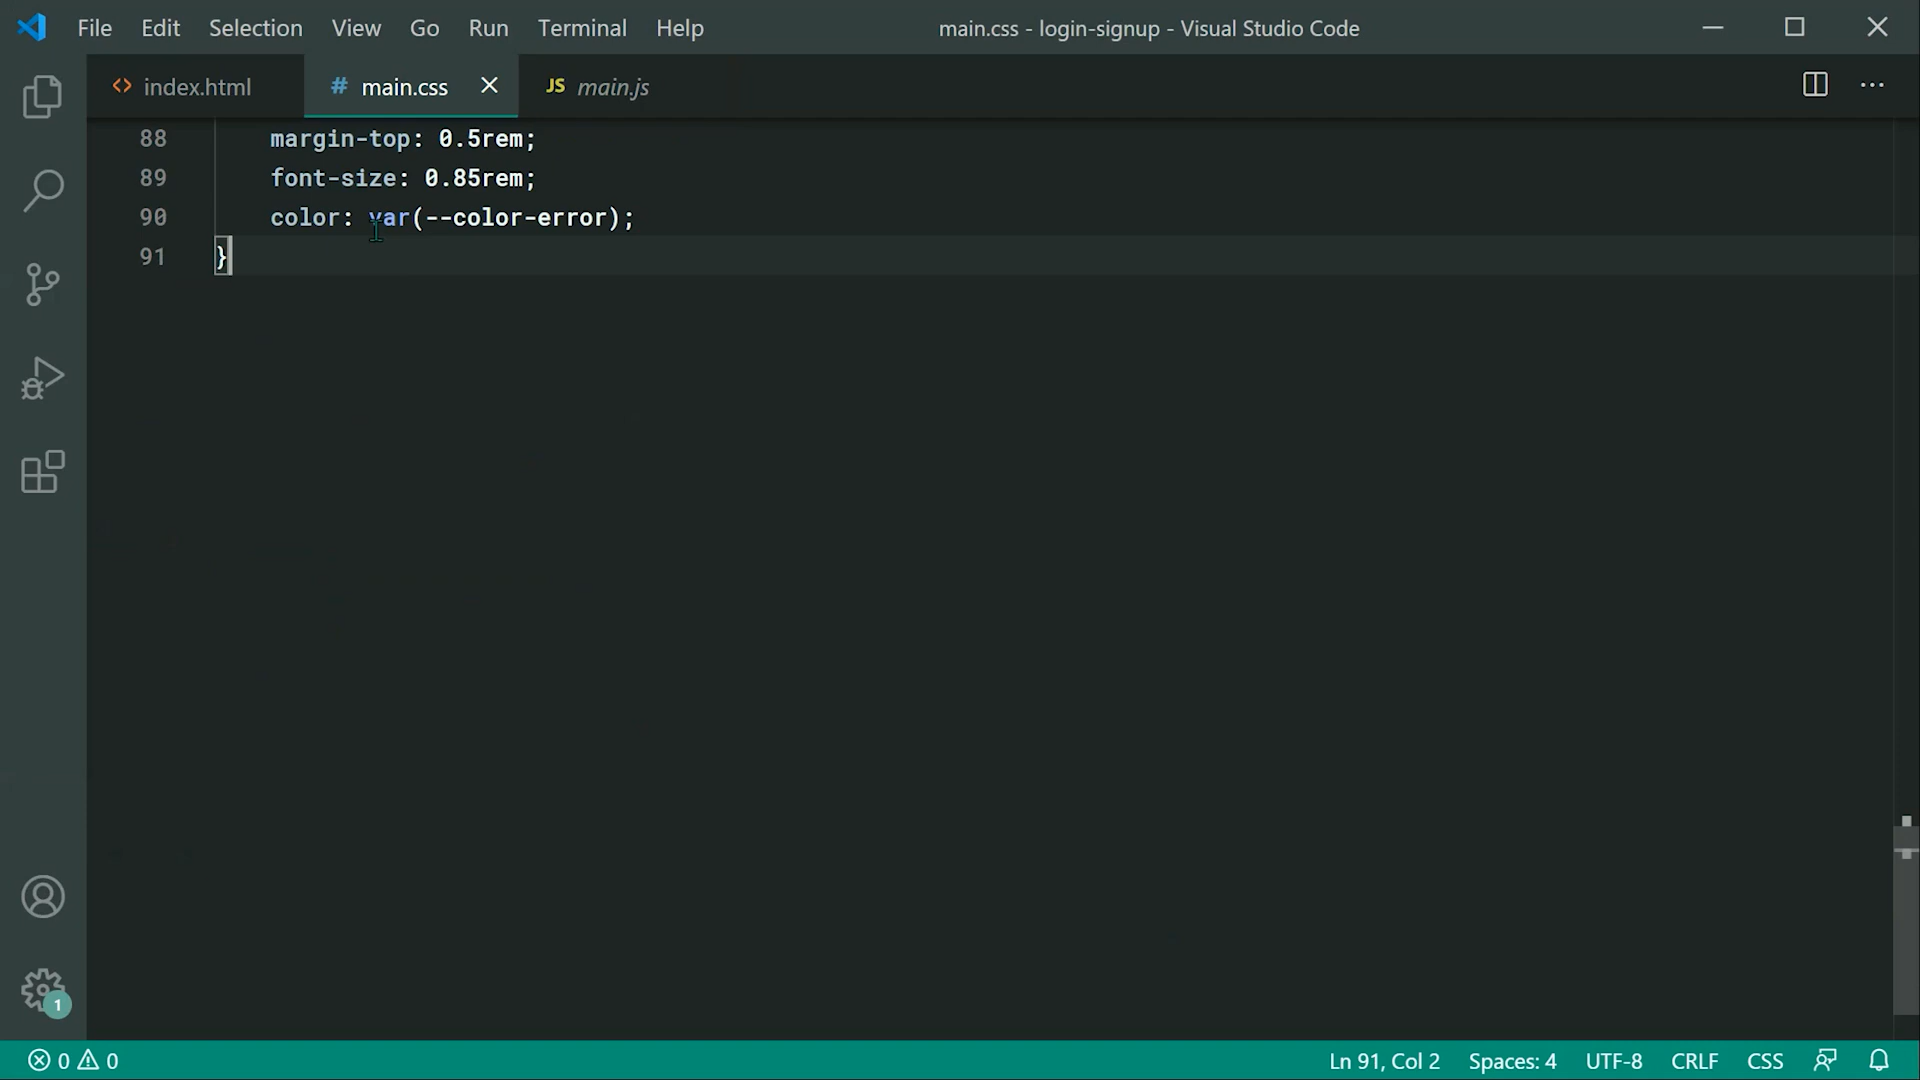 File Edit Selection View Go Run Terminal Help main.css - login-signup - Visual Studio Code
<> index.html # main.css JS main.js
88 margin-top: 0.5rem;
89 font-size: 0.85rem;
90 color: var(--color-error);
91 }
1
0 0 Ln 91, Col 2 Spaces: 4 UTF-8 CRLF CSS